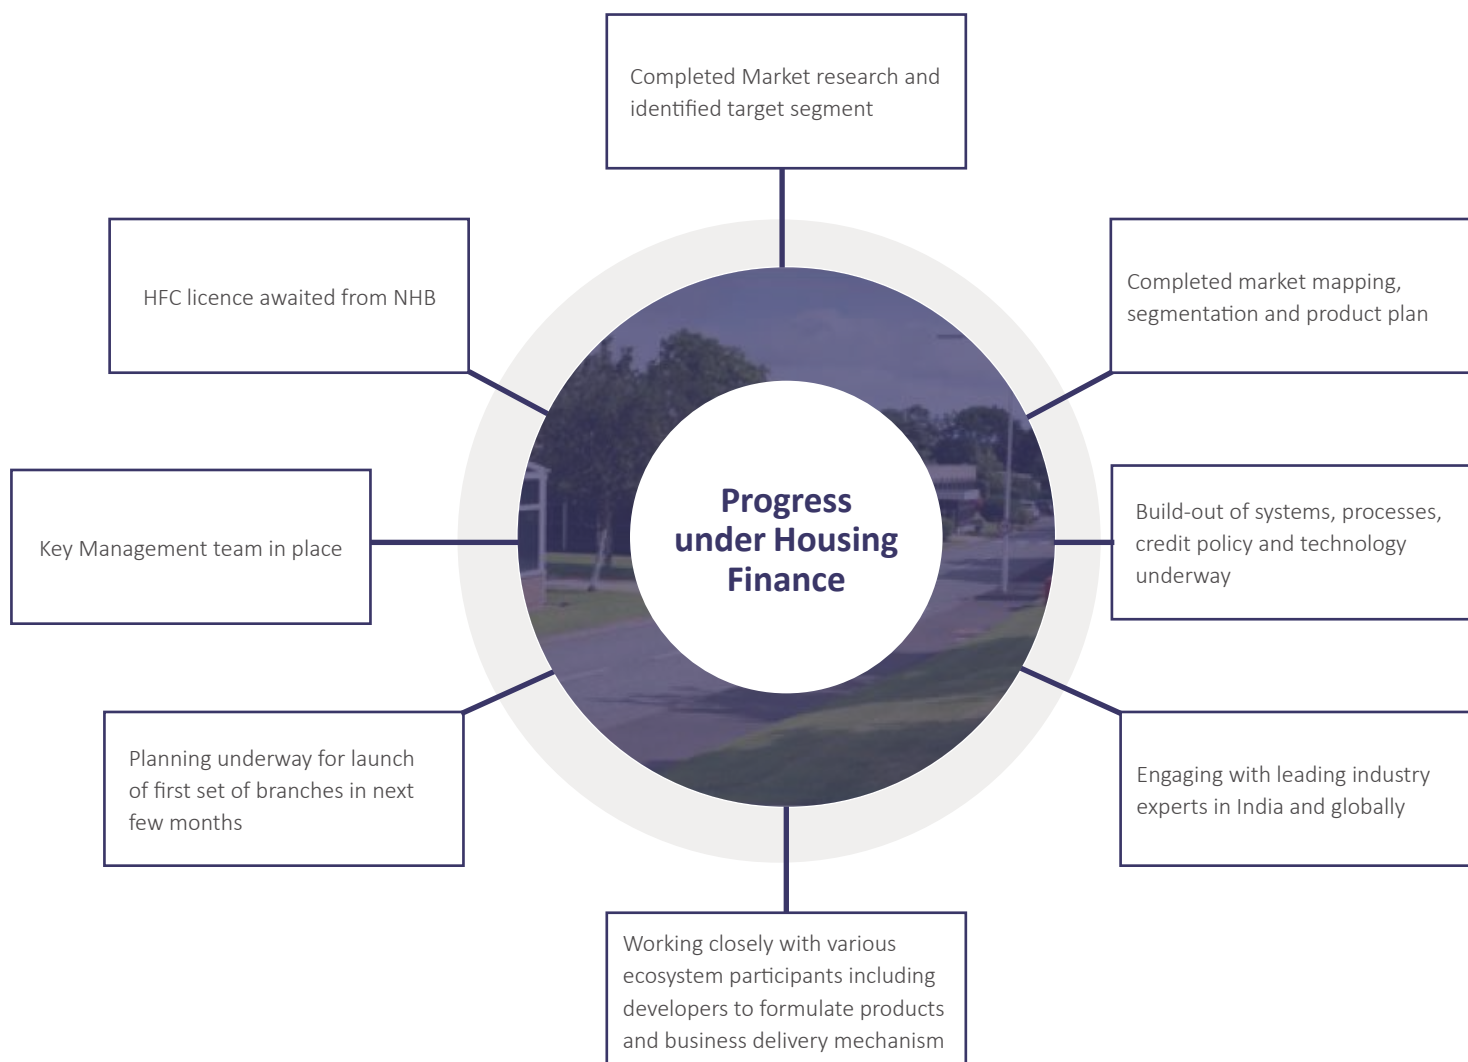 Completed Market research and
identified target segment
Completed market mapping,
segmentation and product plan
Build-out of systems, processes,
credit policy and technology
underway
Engaging with leading industry
experts in India and globally
Working closely with various
ecosystem participants including
developers to formulate products
and business delivery mechanism
Planning underway for launch
of first set of branches in next
few months
Key Management team in place
HFC licence awaited from NHB
Progress
under Housing
Finance